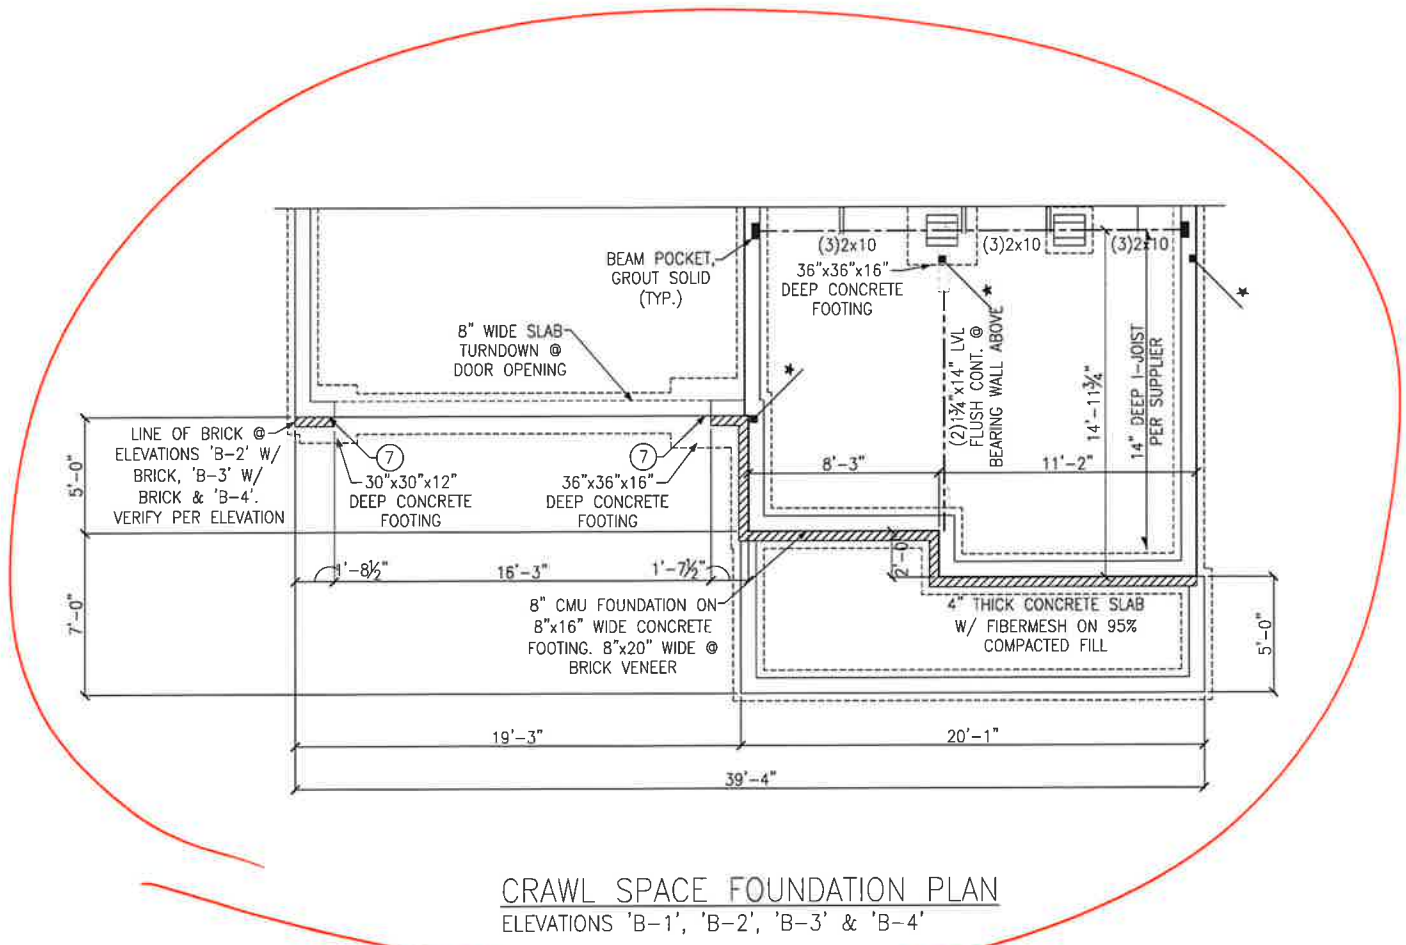 BEAM POCKET,
GROUT SOLID
(TYP.)
(3)2x10
(3)2x10
(3)2x10
36"x36"x16"
DEEP CONCRETE
FOOTING
8" WIDE SLAB
TURNDOWN @
DOOR OPENING
(2)1¾"x14" LVL
FLUSH CONT. @
BEARING WALL ABOVE
14'-11¾"
14" DEEP I-JOIST
PER SUPPLIER
LINE OF BRICK @
ELEVATIONS 'B-2' W/
BRICK, 'B-3' W/
BRICK & 'B-4'.
VERIFY PER ELEVATION
7
30"x30"x12"
DEEP CONCRETE
FOOTING
7
36"x36"x16"
DEEP CONCRETE
FOOTING
8'-3"
11'-2"
5'-0"
7'-0"
1'-8½"
16'-3"
1'-7½"
2'-0"
8" CMU FOUNDATION ON
8"x16" WIDE CONCRETE
FOOTING. 8"x20" WIDE @
BRICK VENEER
4" THICK CONCRETE SLAB
W/ FIBERMESH ON 95%
COMPACTED FILL
5'-0"
19'-3"
20'-1"
39'-4"
CRAWL SPACE FOUNDATION PLAN
ELEVATIONS 'B-1', 'B-2', 'B-3' & 'B-4'